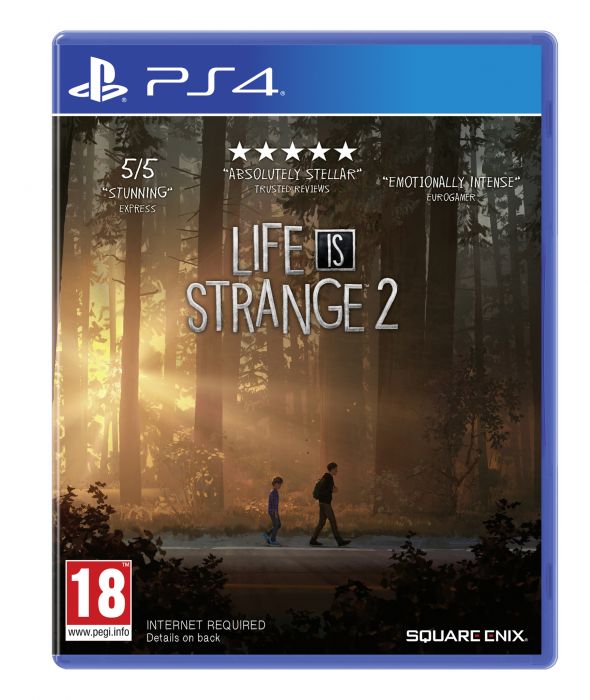 PS4
5/5
"STUNNING"
EXPRESS
★★★★★
"ABSOLUTELY STELLAR"
TRUSTED REVIEWS
"EMOTIONALLY INTENSE"
EUROGAMER
LIFE IS
STRANGE 2
18
www.pegi.info
INTERNET REQUIRED
Details on back
SQUARE ENIX